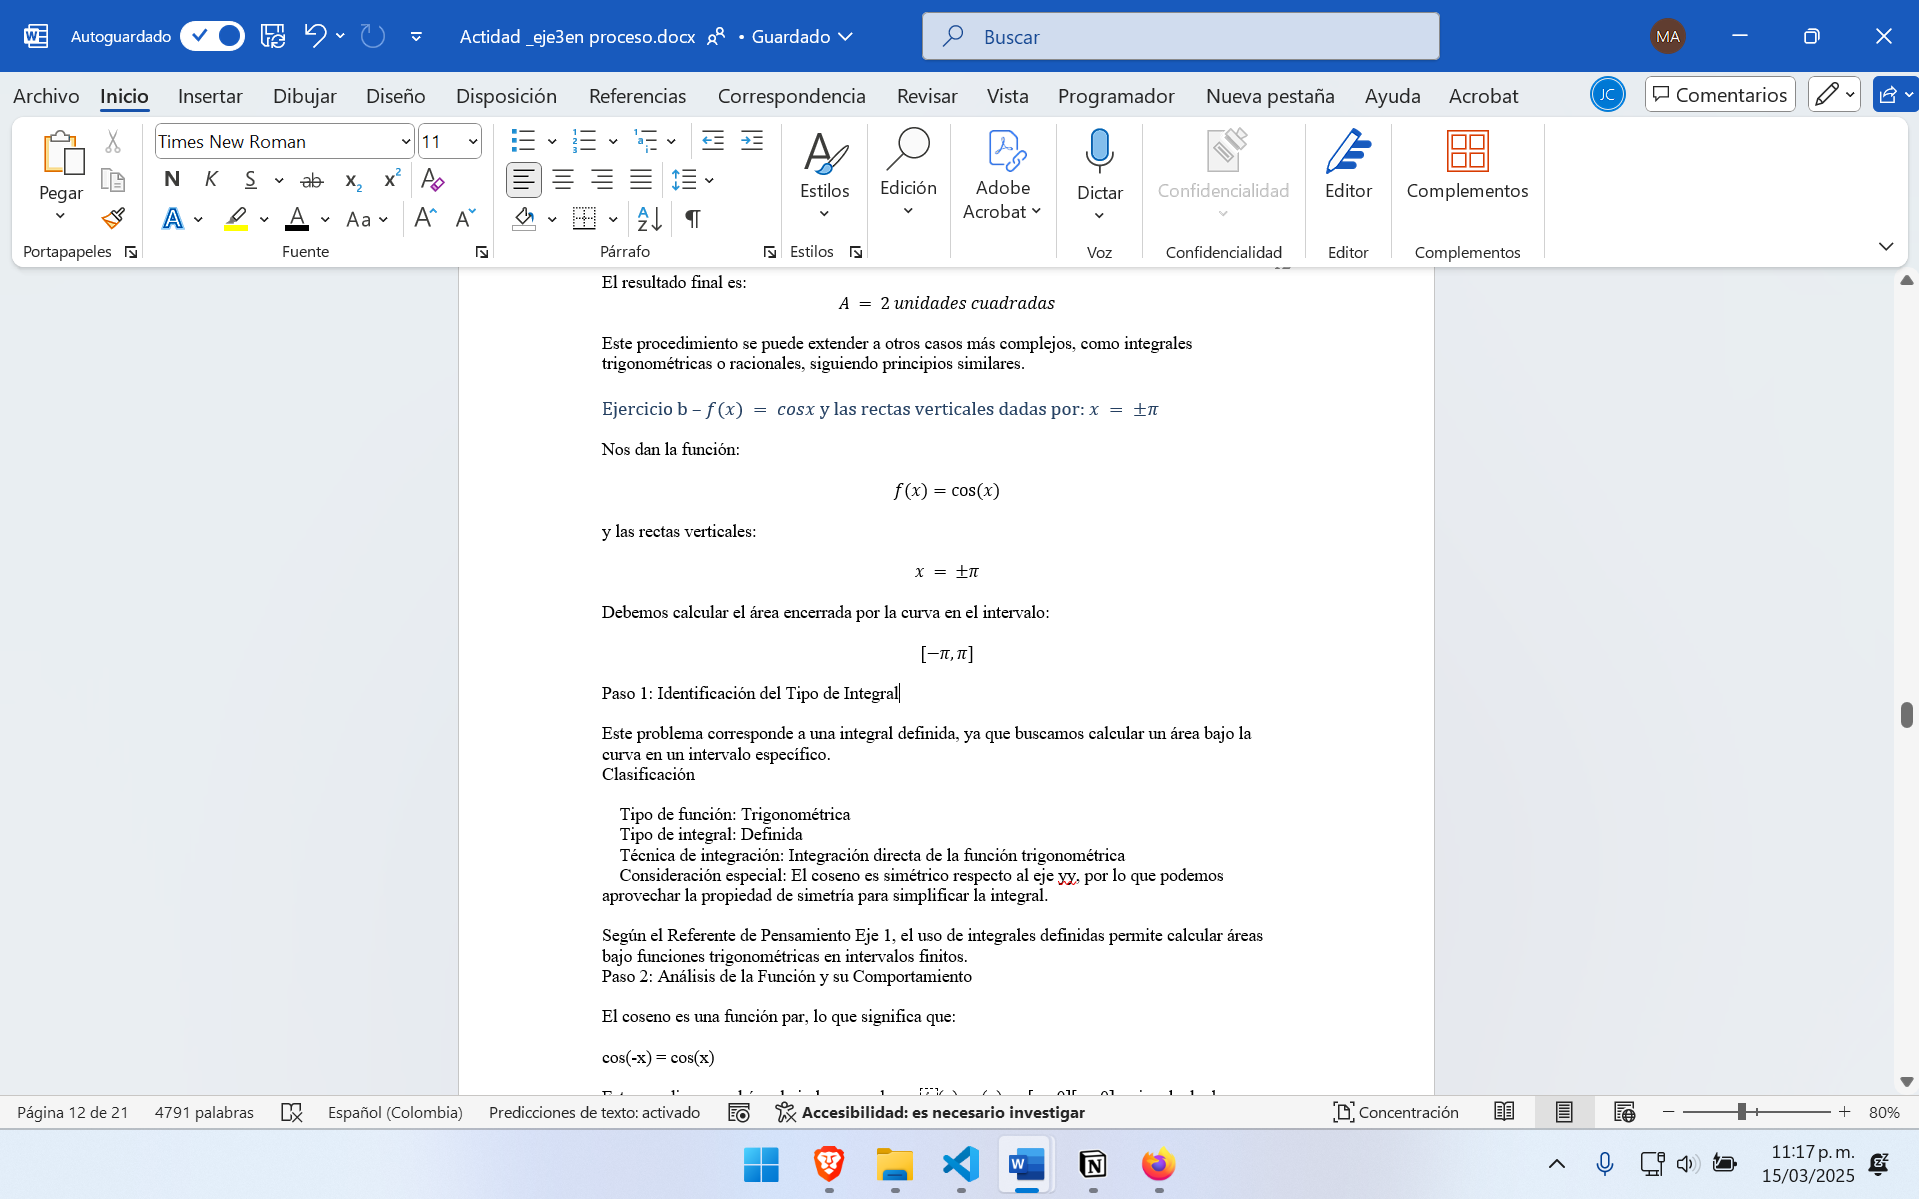 Autoguardado
Actidad _eje3en proceso.docx • Guardado
Buscar
MA
Archivo Inicio Insertar Dibujar Diseño Disposición Referencias Correspondencia Revisar Vista Programador Nueva pestaña Ayuda Acrobat
JC Comentarios
Pegar
Portapapeles
Times New Roman 11
N K S ab x₂ x²
A A Aa A A
Fuente
Párrafo
Estilos
Estilos
Edición
Adobe
Acrobat
Dictar
Voz
Confidencialidad
Confidencialidad
Editor
Editor
Complementos
Complementos
El resultado final es:
A = 2 unidades cuadradas
Este procedimiento se puede extender a otros casos más complejos, como integrales
trigonométricas o racionales, siguiendo principios similares.
Ejercicio b – f(x) = cosx y las rectas verticales dadas por: x = ±π
Nos dan la función:
f(x) = cos(x)
y las rectas verticales:
x = ±π
Debemos calcular el área encerrada por la curva en el intervalo:
[−π, π]
Paso 1: Identificación del Tipo de Integral
Este problema corresponde a una integral definida, ya que buscamos calcular un área bajo la
curva en un intervalo específico.
Clasificación
Tipo de función: Trigonométrica
Tipo de integral: Definida
Técnica de integración: Integración directa de la función trigonométrica
Consideración especial: El coseno es simétrico respecto al eje yy, por lo que podemos
aprovechar la propiedad de simetría para simplificar la integral.
Según el Referente de Pensamiento Eje 1, el uso de integrales definidas permite calcular áreas
bajo funciones trigonométricas en intervalos finitos.
Paso 2: Análisis de la Función y su Comportamiento
El coseno es una función par, lo que significa que:
cos(-x) = cos(x)
Página 12 de 21 4791 palabras Español (Colombia) Predicciones de texto: activado Accesibilidad: es necesario investigar Concentración 80%
11:17 p. m.
15/03/2025